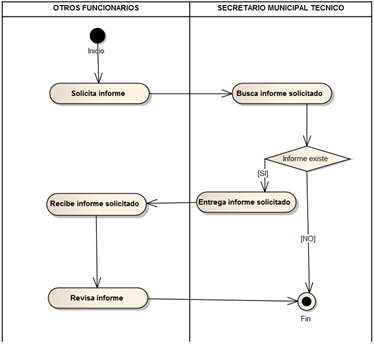 OTROS FUNCIONARIOS
SECRETARIO MUNICIPAL TECNICO
Inicio
Solicita informe
Busca informe solicitado
Informe existe
[SI]
Entrega informe solicitado
Recibe informe solicitado
[NO]
Revisa informe
Fin